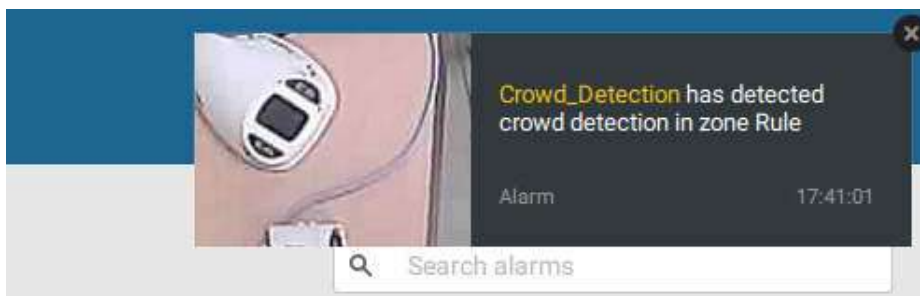 Crowd_Detection has detected
crowd detection in zone Rule
Alarm 17:41:01
Search alarms